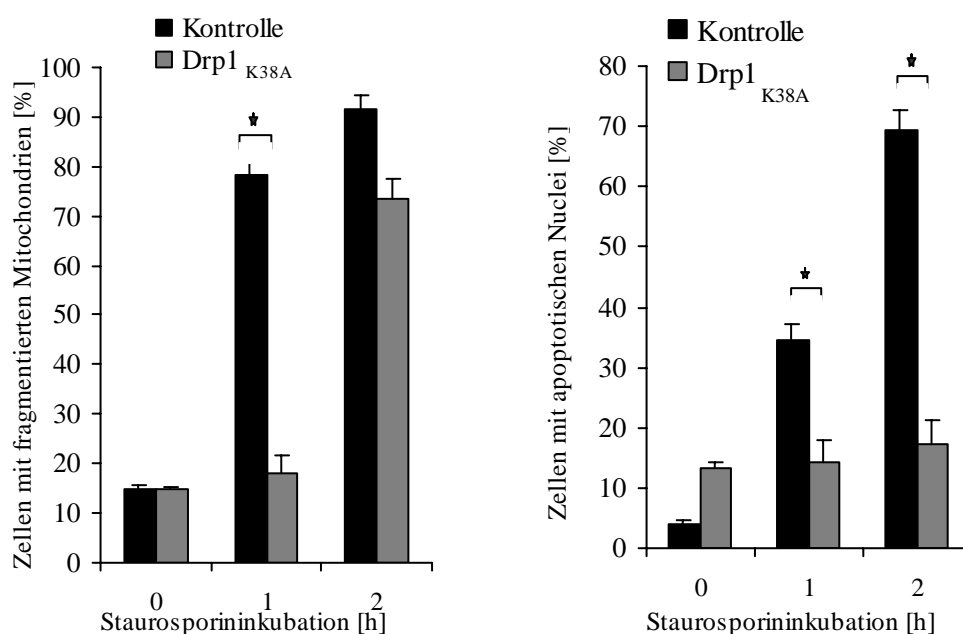 Kontrolle
Drp1 K38A
Zellen mit fragmentierten Mitochondrien [%]
100
90
80
70
60
50
40
30
20
10
0
0 1 2
Staurosporininkubation [h]
Kontrolle
Drp1 K38A
Zellen mit apoptotischen Nuclei [%]
80
70
60
50
40
30
20
10
0
0 1 2
Staurosporininkubation [h]